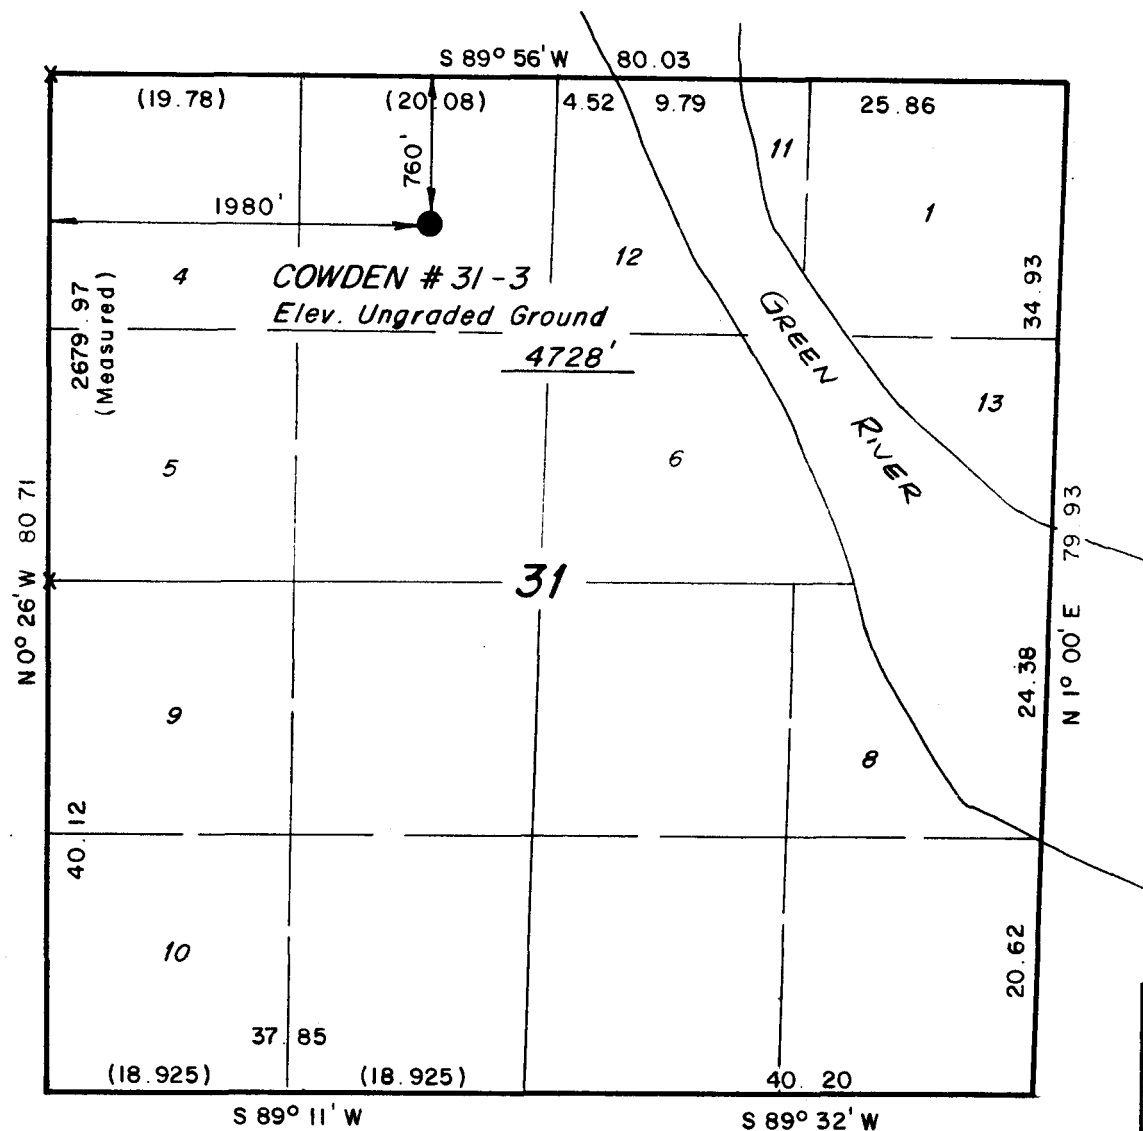 S 89° 56' W 80.03
(19.78) (20.08) 4.52 9.79 25.86
11
760'
1980'
1
12
4
COWDEN # 31-3
Elev. Ungraded Ground
4728'
2679'.97
(Measured)
34.93
GREEN RIVER
13
5
6
N 0° 26' W 80 71
79.93
N 1° 00' E
31
24.38
9
8
40.12
10
20.62
37.85
(18.925) (18.925) 40.20
S 89° 11' W S 89° 32' W